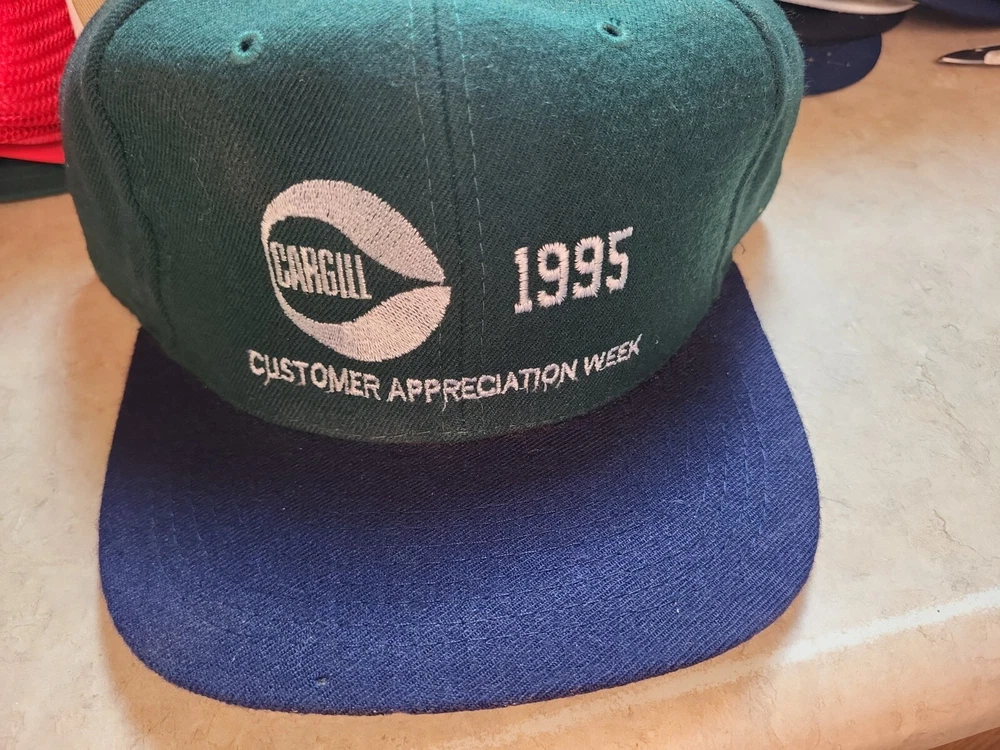 CARGILL
1995
CUSTOMER APPRECIATION WEEK